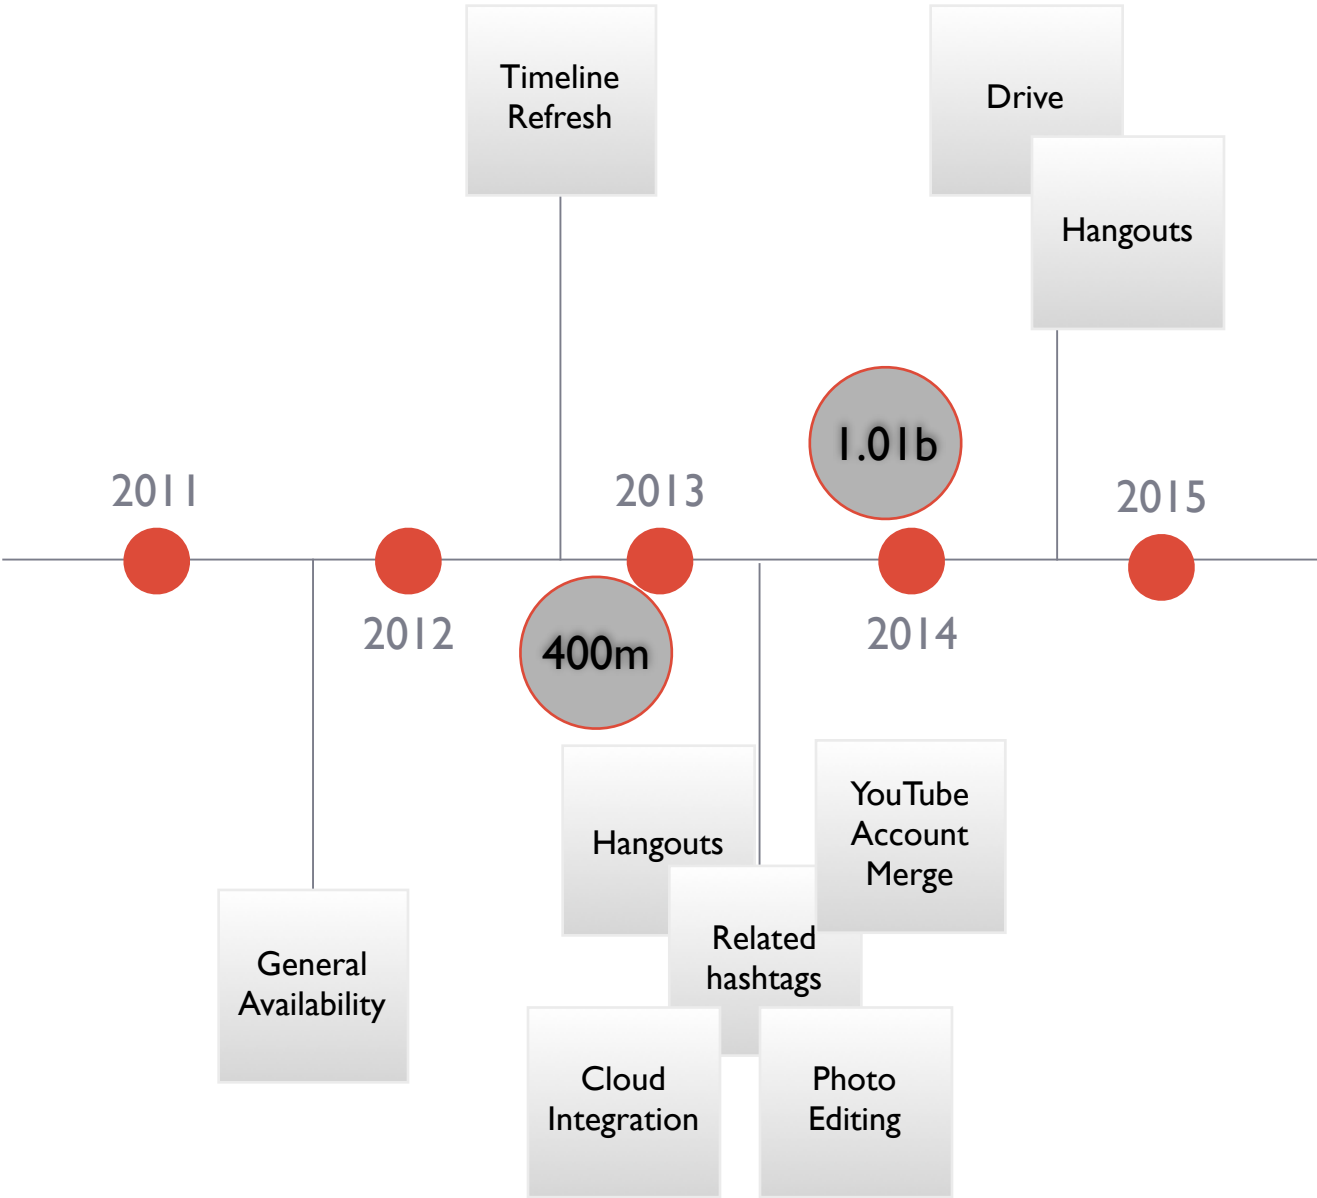 Timeline
Refresh
Drive
Hangouts
1.01b
2011
2013
2015
2012
400m
2014
Hangouts
YouTube
Account
Merge
Related
hashtags
General
Availability
Cloud
Integration
Photo
Editing